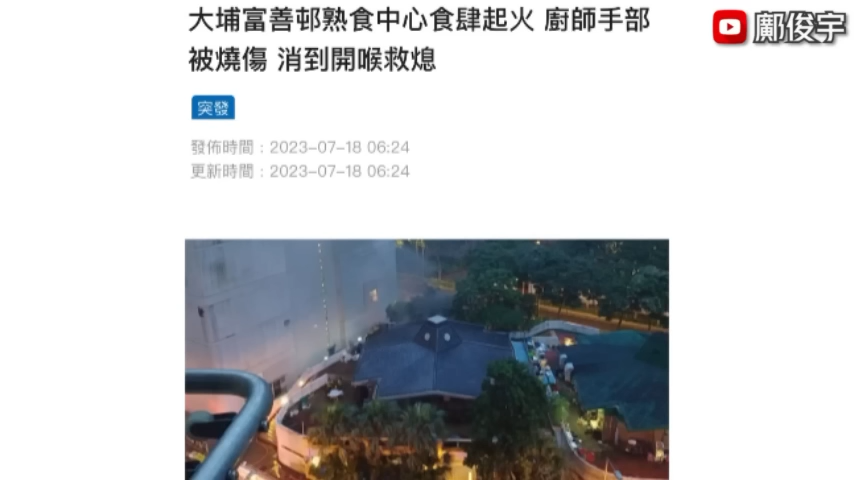 大埔富善邨熟食中心食肆起火 廚師手部
被燒傷 消到開喉救熄
鄺俊宇
突發
發佈時間：2023-07-18 06:24
更新時間：2023-07-18 06:24